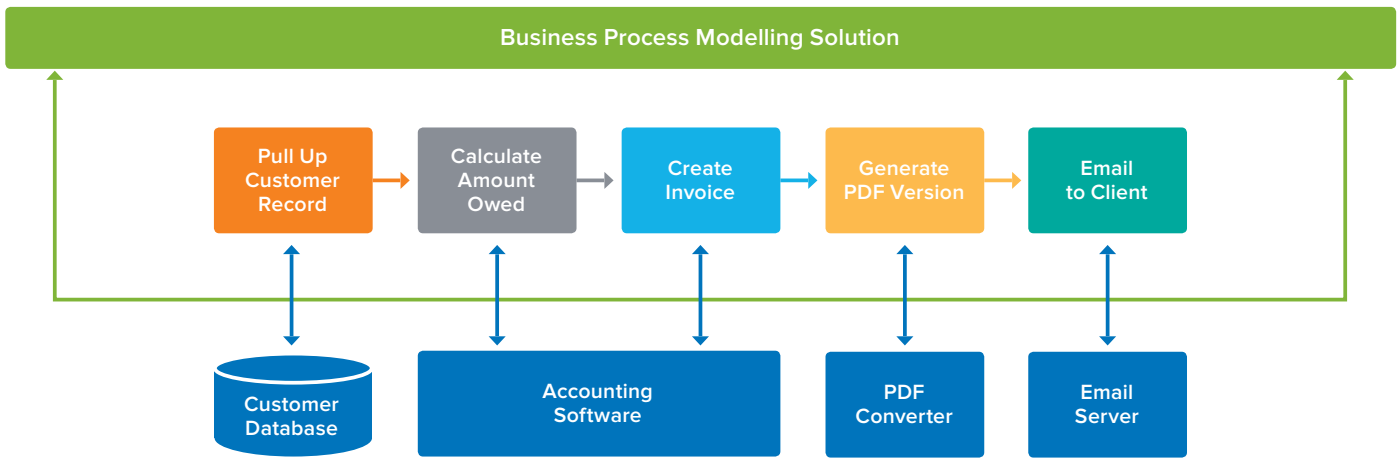 Business Process Modelling Solution
Pull Up
Customer
Record
Calculate
Amount
Owed
Create
Invoice
Generate
PDF Version
Email
to Client
Customer
Database
Accounting
Software
PDF
Converter
Email
Server